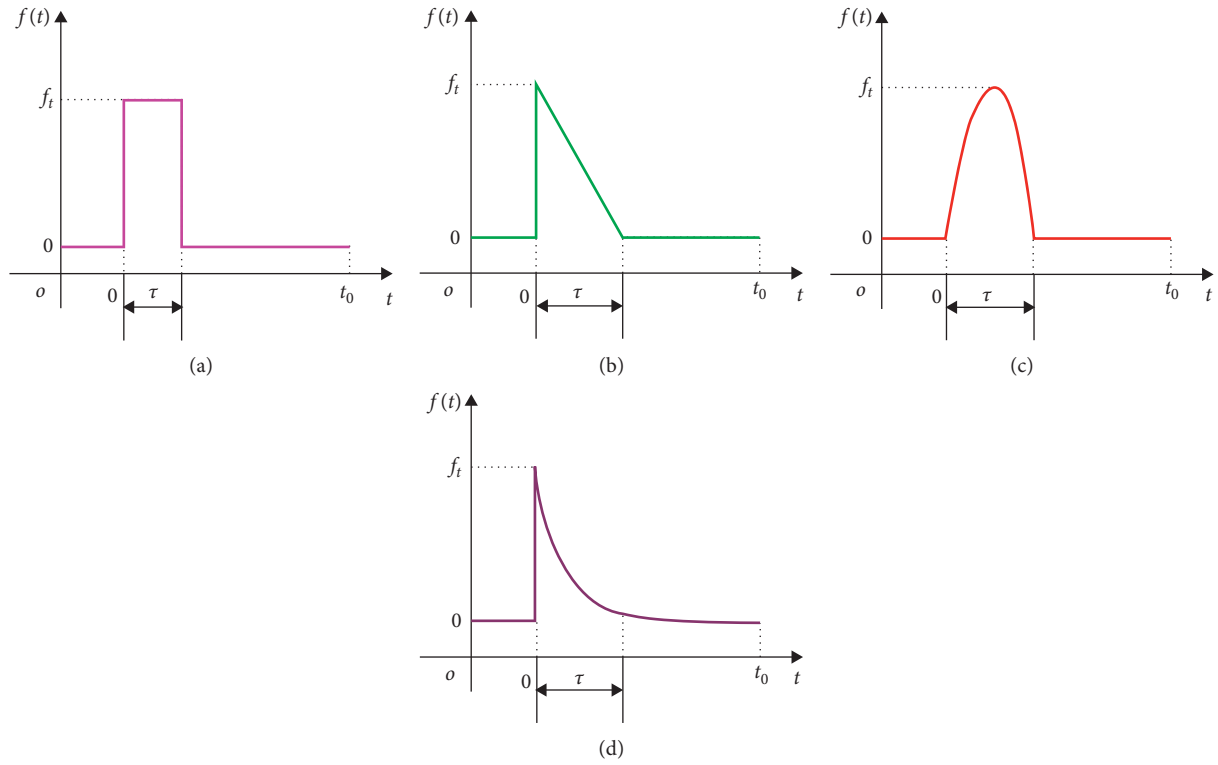 f(t)
f_t
0
o
0
τ
t_0
t
(a)
f(t)
f_t
0
o
0
τ
t_0
t
(b)
f(t)
f_t
0
o
0
τ
t_0
t
(c)
f(t)
f_t
0
o
0
τ
t_0
t
(d)